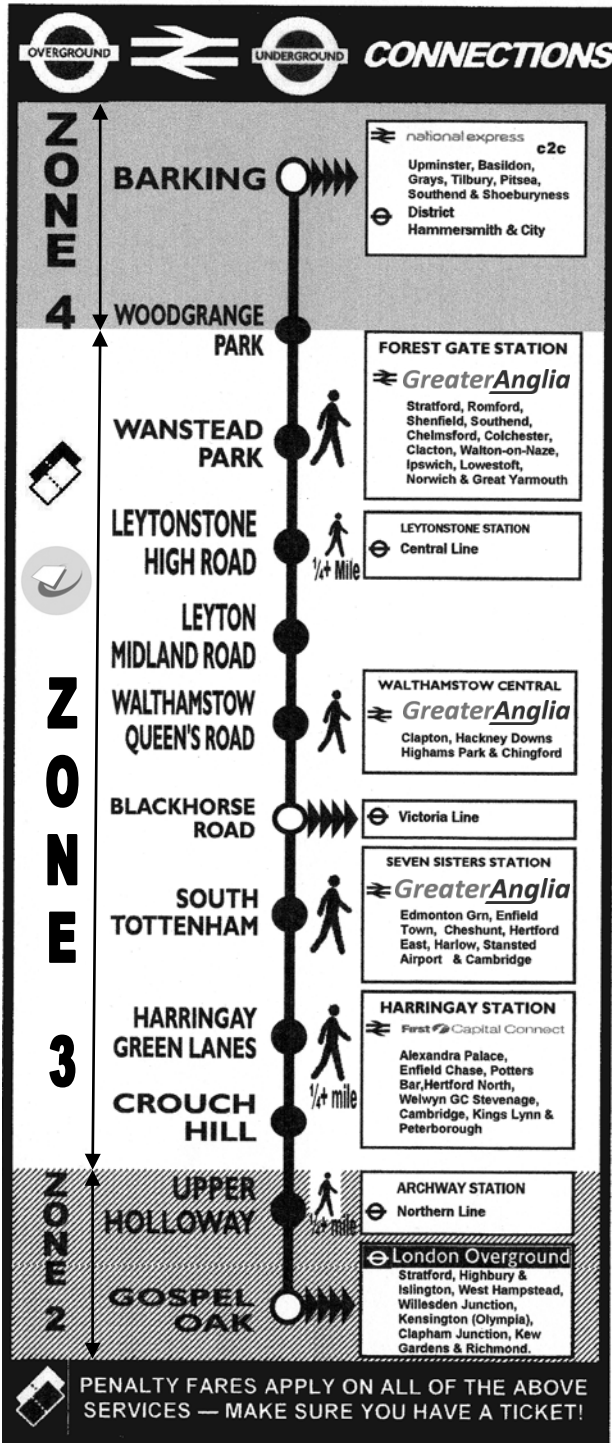 OVERGROUND UNDERGROUND CONNECTIONS
ZONE 4
BARKING
national express
c2c
Upminster, Basildon,
Grays, Tilbury, Pitsea,
Southend & Shoeburyness
District
Hammersmith & City
WOODGRANGE
PARK
ZONE 3
FOREST GATE STATION
GreaterAnglia
Stratford, Romford,
Shenfield, Southend,
Chelmsford, Colchester,
Clacton, Walton-on-Naze,
Ipswich, Lowestoft,
Norwich & Great Yarmouth
WANSTEAD
PARK
LEYTONSTONE
HIGH ROAD
¼+ Mile
LEYTONSTONE STATION
Central Line
LEYTON
MIDLAND ROAD
WALTHAMSTOW
QUEEN'S ROAD
WALTHAMSTOW CENTRAL
GreaterAnglia
Clapton, Hackney Downs
Highams Park & Chingford
BLACKHORSE
ROAD
Victoria Line
SOUTH
TOTTENHAM
SEVEN SISTERS STATION
GreaterAnglia
Edmonton Grn, Enfield
Town, Cheshunt, Hertford
East, Harlow, Stansted
Airport & Cambridge
HARRINGAY
GREEN LANES
¼+ mile
HARRINGAY STATION
First Capital Connect
Alexandra Palace,
Enfield Chase, Potters
Bar,Hertford North,
Welwyn GC Stevenage,
Cambridge, Kings Lynn &
Peterborough
CROUCH
HILL
ZONE 2
UPPER
HOLLOWAY
¼+ mile
ARCHWAY STATION
Northern Line
GOSPEL
OAK
London Overground
Stratford, Highbury &
Islington, West Hampstead,
Willesden Junction,
Kensington (Olympia),
Clapham Junction, Kew
Gardens & Richmond.
PENALTY FARES APPLY ON ALL OF THE ABOVE
SERVICES — MAKE SURE YOU HAVE A TICKET!